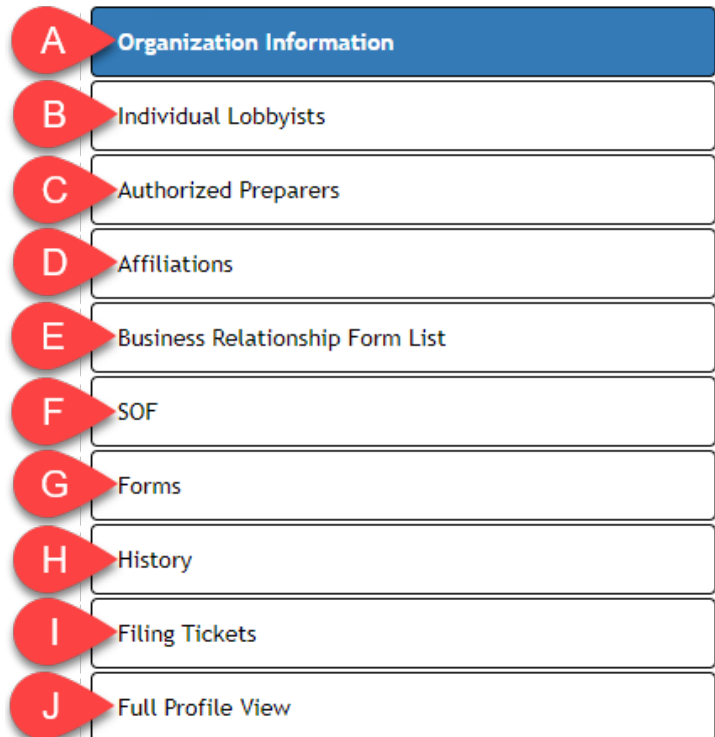 A Organization Information
B Individual Lobbyists
C Authorized Preparers
D Affiliations
E Business Relationship Form List
F SOF
G Forms
H History
I Filing Tickets
J Full Profile View